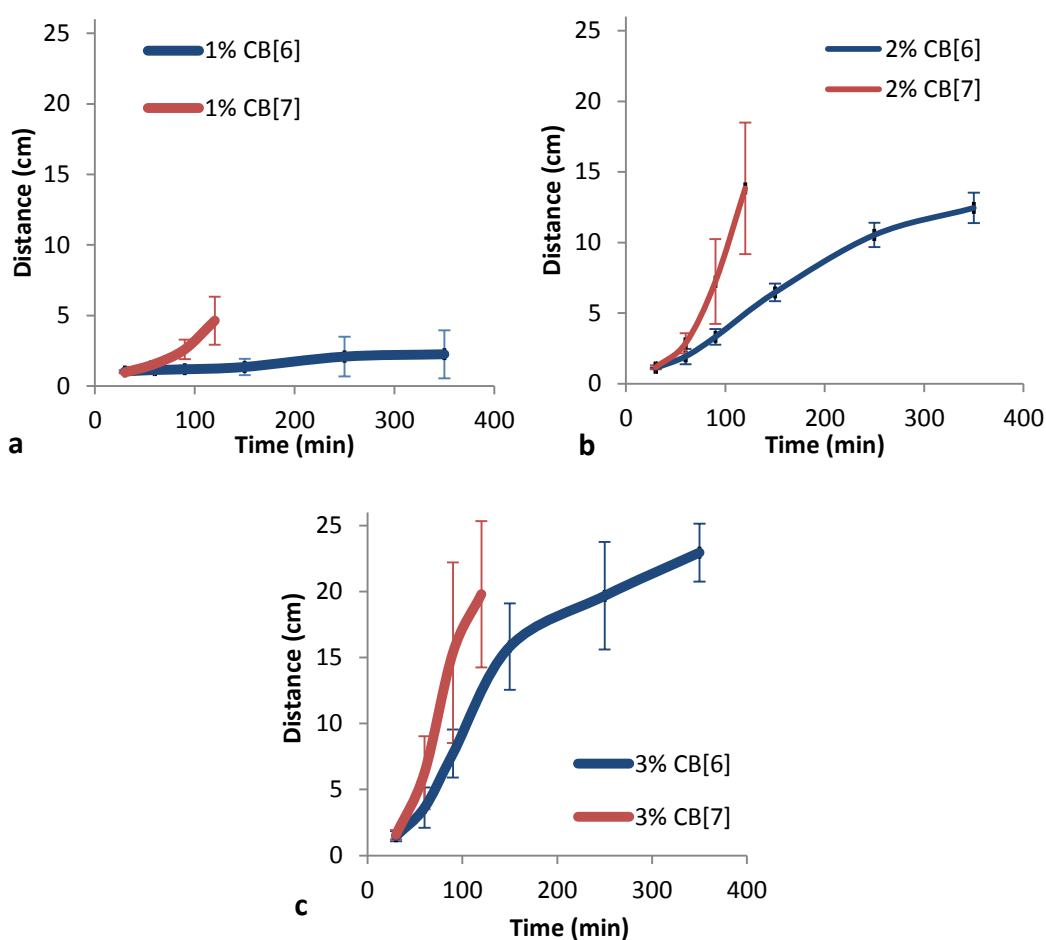 25
20
15
10
5
0
Distance (cm)
1% CB[6]
1% CB[7]
0 100 200 300 400
Time (min)
a
25
20
15
10
5
0
Distance (cm)
2% CB[6]
2% CB[7]
0 100 200 300 400
Time (min)
b
25
20
15
10
5
0
Distance (cm)
3% CB[6]
3% CB[7]
0 100 200 300 400
Time (min)
c